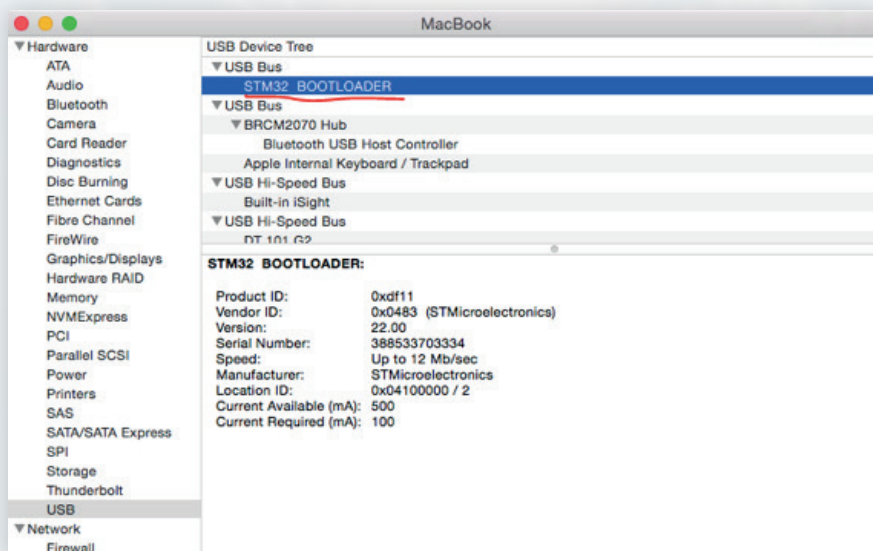 MacBook
Hardware
ATA
Audio
Bluetooth
Camera
Card Reader
Diagnostics
Disc Burning
Ethernet Cards
Fibre Channel
FireWire
Graphics/Displays
Hardware RAID
Memory
NVMExpress
PCI
Parallel SCSI
Power
Printers
SAS
SATA/SATA Express
SPI
Storage
Thunderbolt
USB
Network
Firewall
USB Device Tree
USB Bus
STM32 BOOTLOADER
USB Bus
BRCM2070 Hub
Bluetooth USB Host Controller
Apple Internal Keyboard / Trackpad
USB Hi-Speed Bus
Built-in iSight
USB Hi-Speed Bus
DT 101 G2
STM32 BOOTLOADER:
Product ID: 0xdf11
Vendor ID: 0x0483 (STMicroelectronics)
Version: 22.00
Serial Number: 388533703334
Speed: Up to 12 Mb/sec
Manufacturer: STMicroelectronics
Location ID: 0x04100000 / 2
Current Available (mA): 500
Current Required (mA): 100